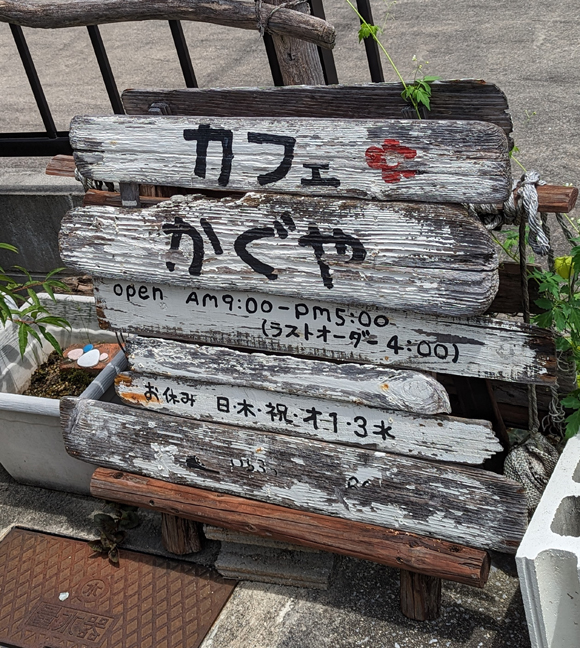 カフェ
かぐや
open AM9:00-pm5:00
(ラストオーダー 4:00)
お休み 日・木・祝・オ1・3水